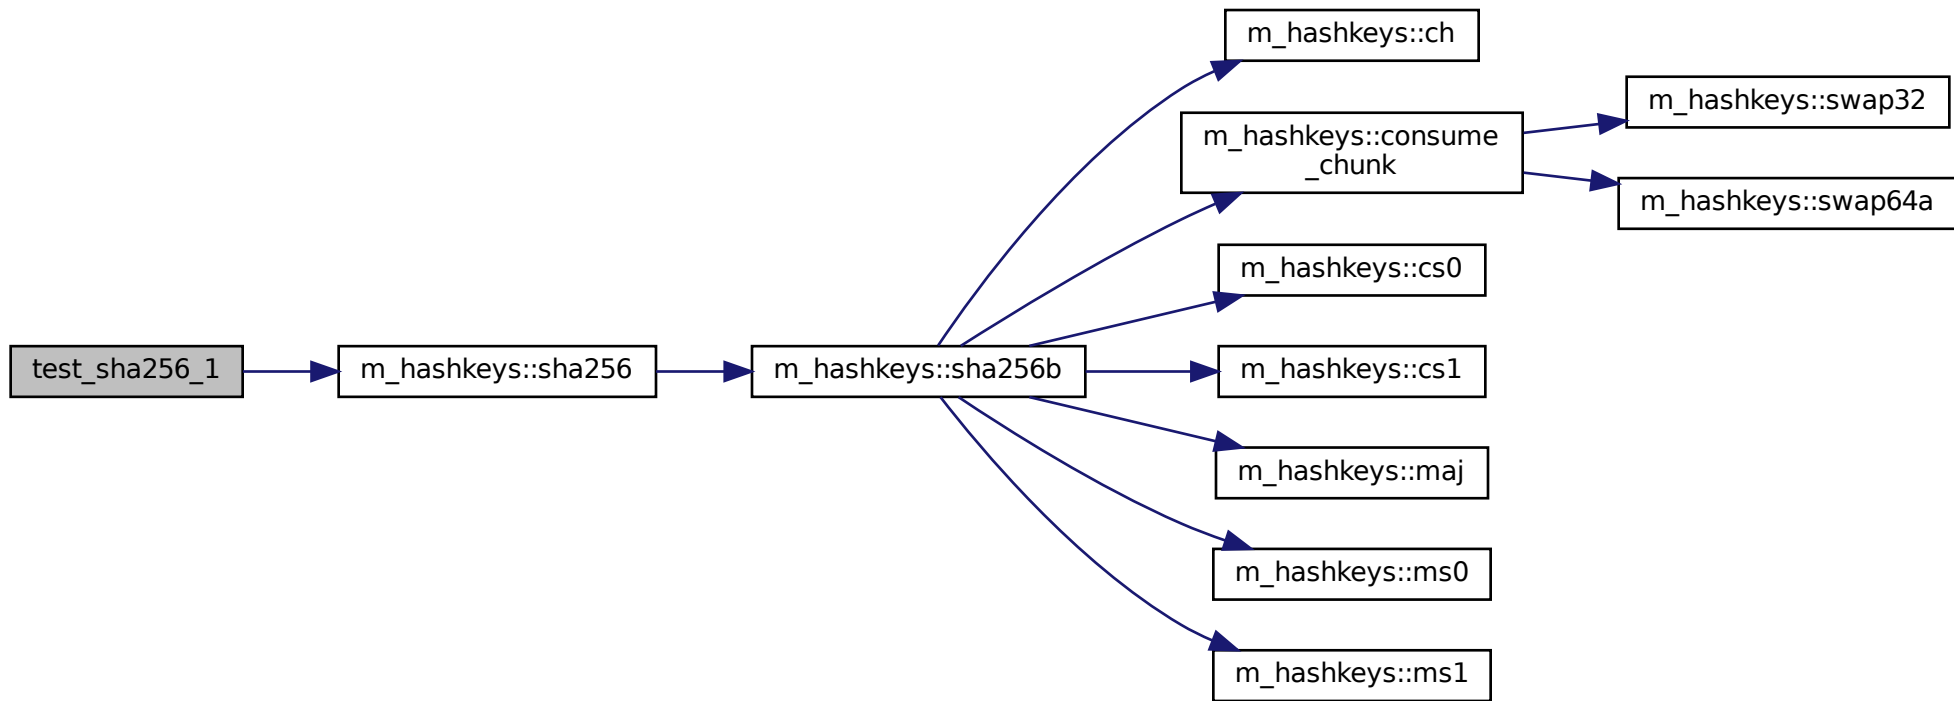 m_hashkeys::ch
m_hashkeys::swap32
m_hashkeys::consume
_chunk
m_hashkeys::swap64a
m_hashkeys::cs0
test_sha256_1
m_hashkeys::sha256
m_hashkeys::sha256b
m_hashkeys::cs1
m_hashkeys::maj
m_hashkeys::ms0
m_hashkeys::ms1